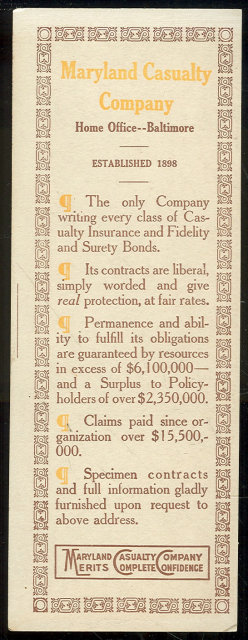 Maryland Casualty
Company
Home Office--Baltimore
ESTABLISHED 1898
¶ The only Company
writing every class of Cas-
ualty Insurance and Fidelity
and Surety Bonds.
¶ Its contracts are liberal,
simply worded and give
real protection, at fair rates.
¶ Permanence and abil-
ity to fulfill its obligations
are guaranteed by resources
in excess of $6,100,000—
and a Surplus to Policy-
holders of over $2,350,000.
¶ Claims paid since or-
ganization over $15,500,-
000.
¶ Specimen contracts
and full information gladly
furnished upon request to
above address.
MARYLAND CASUALTY COMPANY
MERITS COMPLETE CONFIDENCE